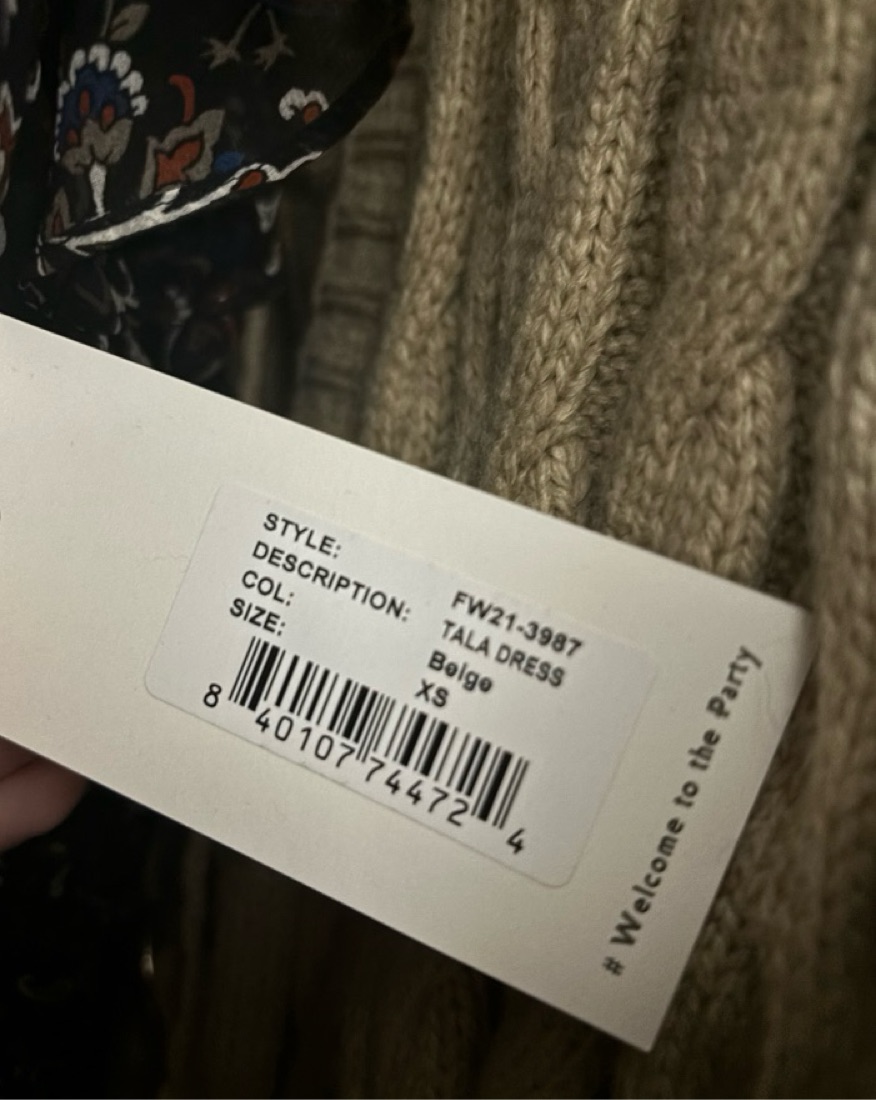 STYLE: FW21-3987
DESCRIPTION: TALA DRESS
COL: Beige
SIZE: XS
8 40107 74472 4
# Welcome to the Party